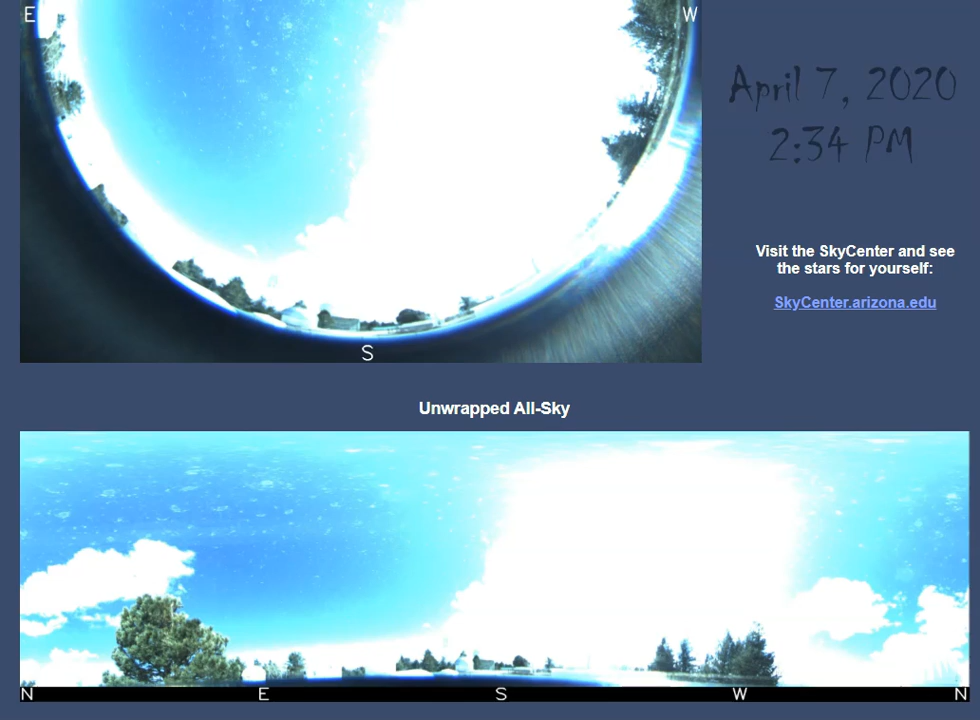 E
W
April 7, 2020
2:34 PM
Visit the SkyCenter and see
the stars for yourself:
SkyCenter.arizona.edu
S
Unwrapped All-Sky
N E S W N